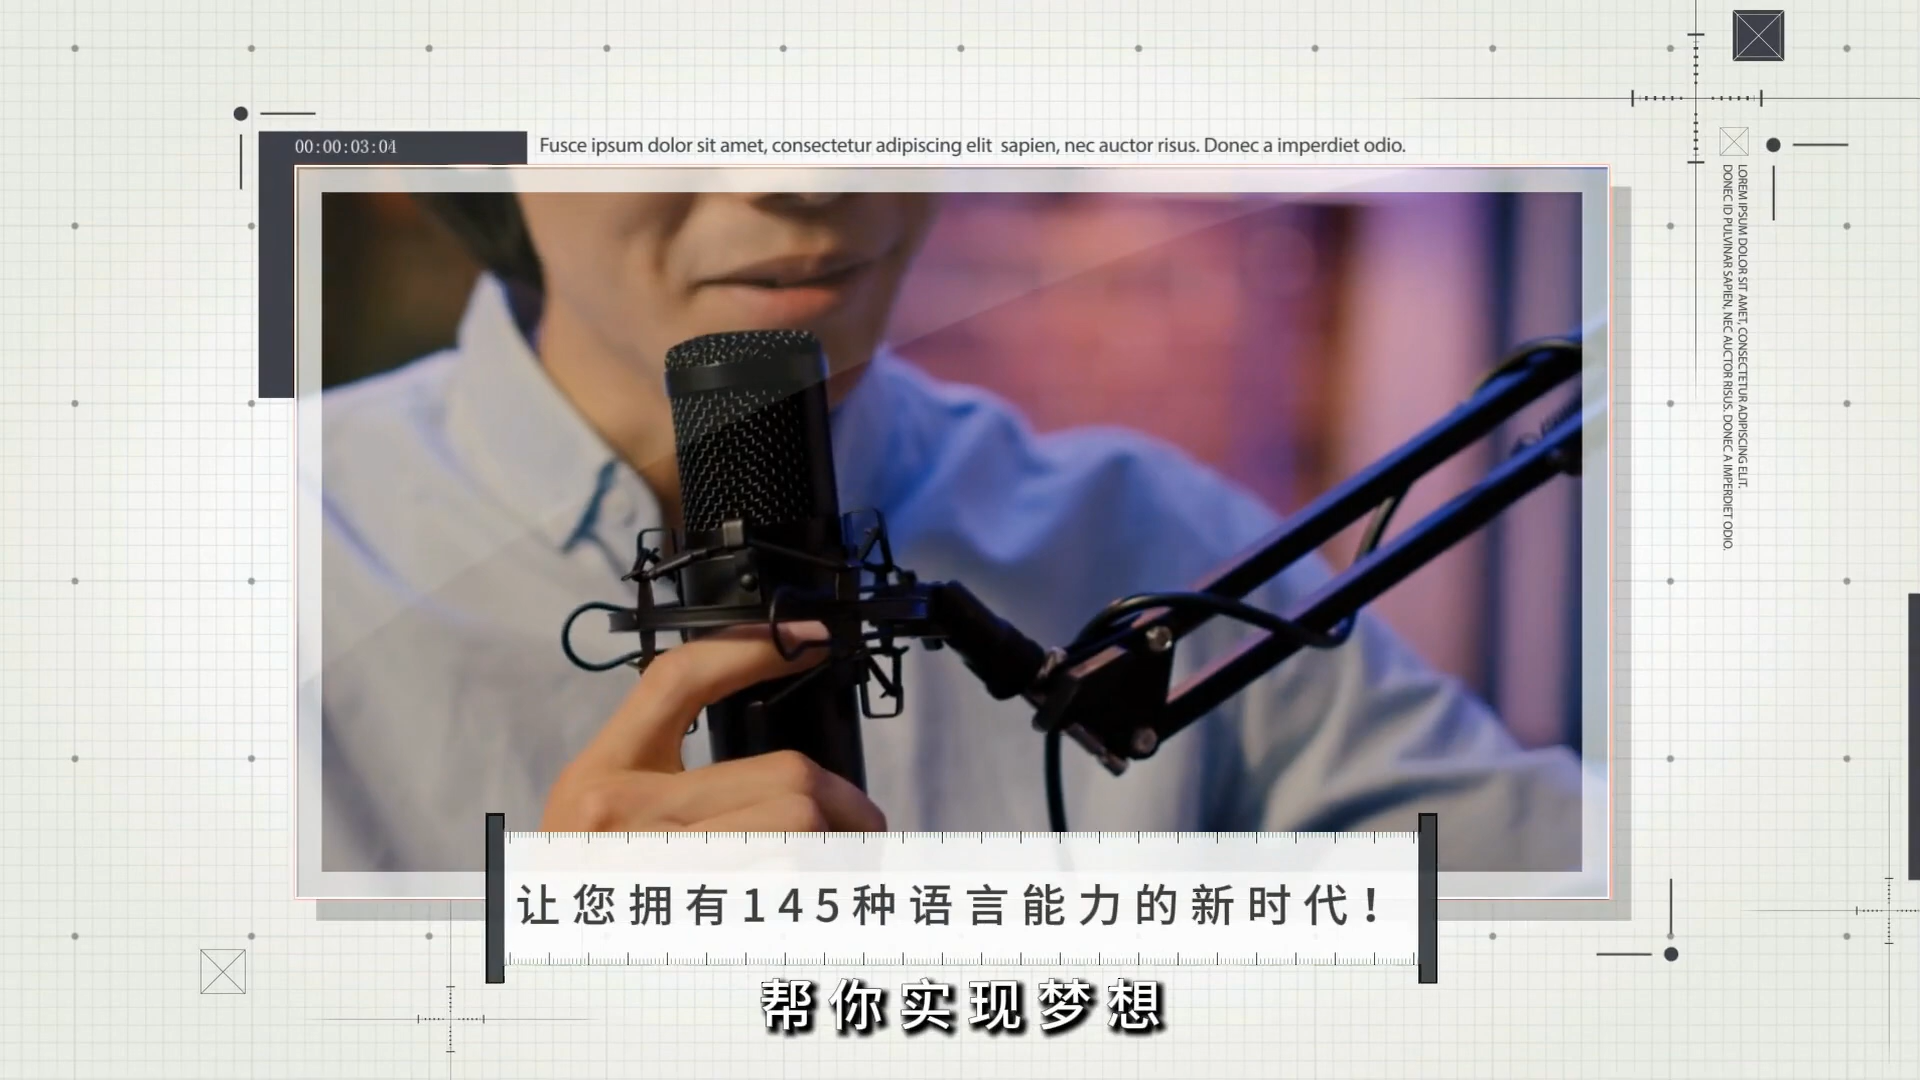 00:00:03:04
Fusce ipsum dolor sit amet, consectetur adipiscing elit sapien, nec auctor risus. Donec a imperdiet odio.
LOREM IPSUM DOLOR SIT AMET, CONSECTETUR ADIPISCING ELIT.
DONEC ID PULVINAR SAPIEN, NEC AUCTOR RISUS. DONEC A IMPERDIET ODIO.
让您拥有145种语言能力的新时代！
帮你实现梦想